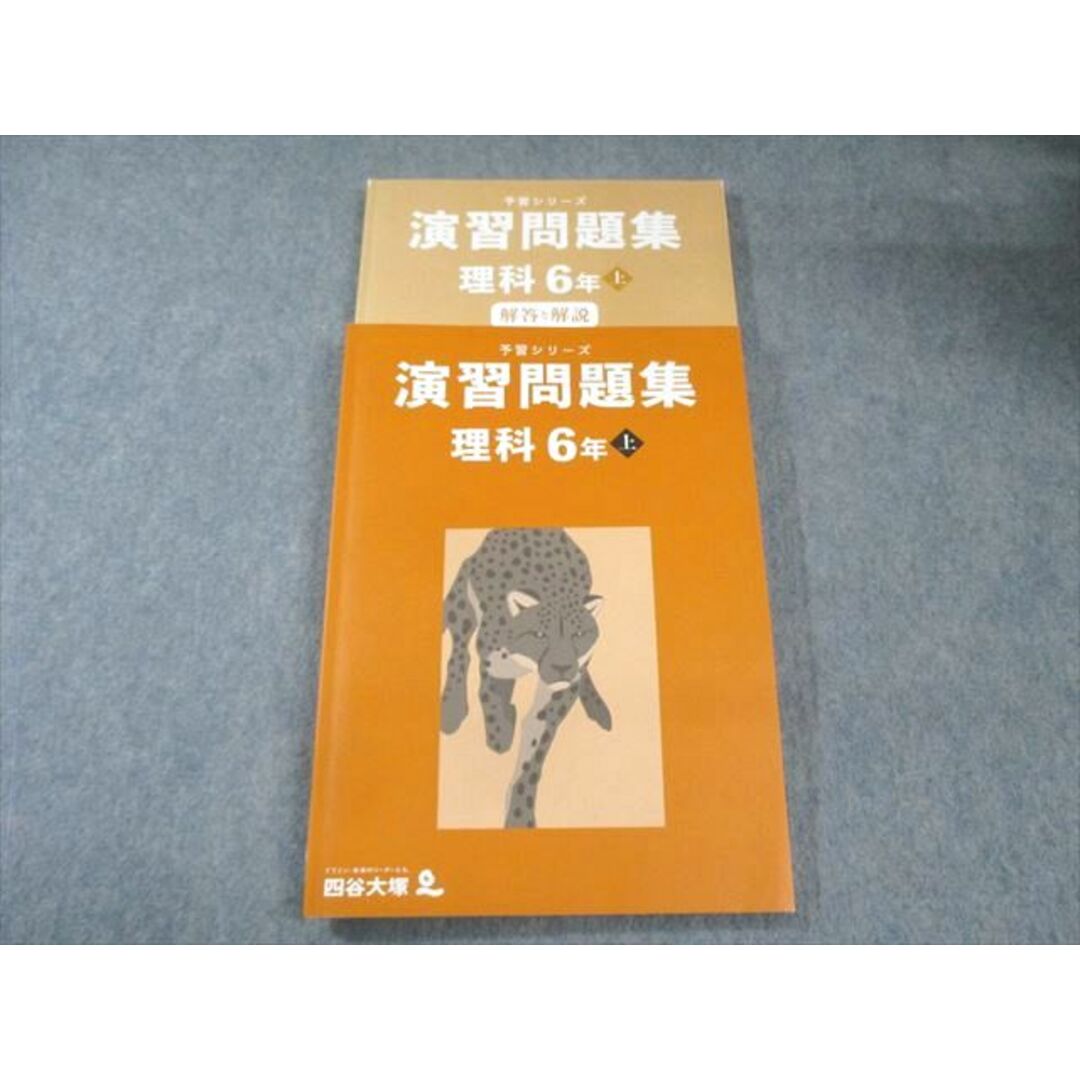 予習シリーズ
演習問題集
理科 6年 上
解答と解説
予習シリーズ
演習問題集
理科 6年 上
四谷大塚